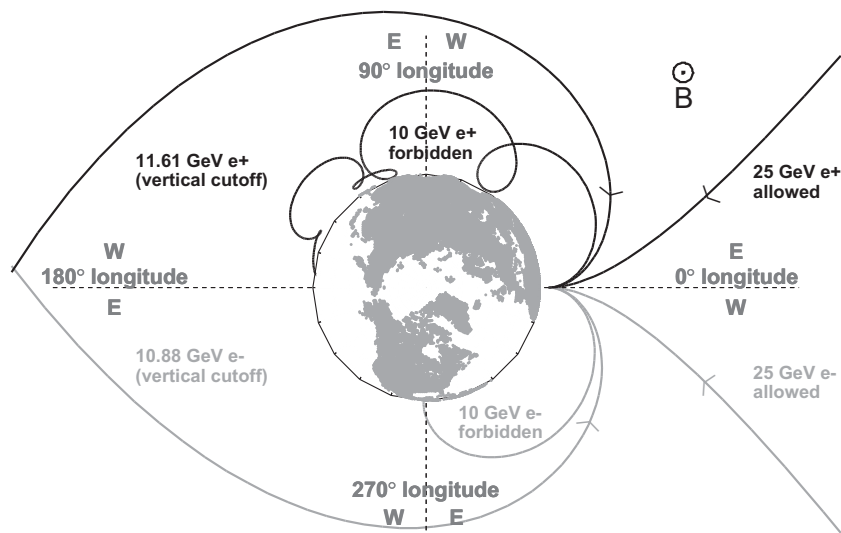 E W
90° longitude
B
10 GeV e+
forbidden
11.61 GeV e+
(vertical cutoff)
25 GeV e+
allowed
W
180° longitude
E
E
0° longitude
W
10.88 GeV e-
(vertical cutoff)
25 GeV e-
allowed
10 GeV e-
forbidden
270° longitude
W E